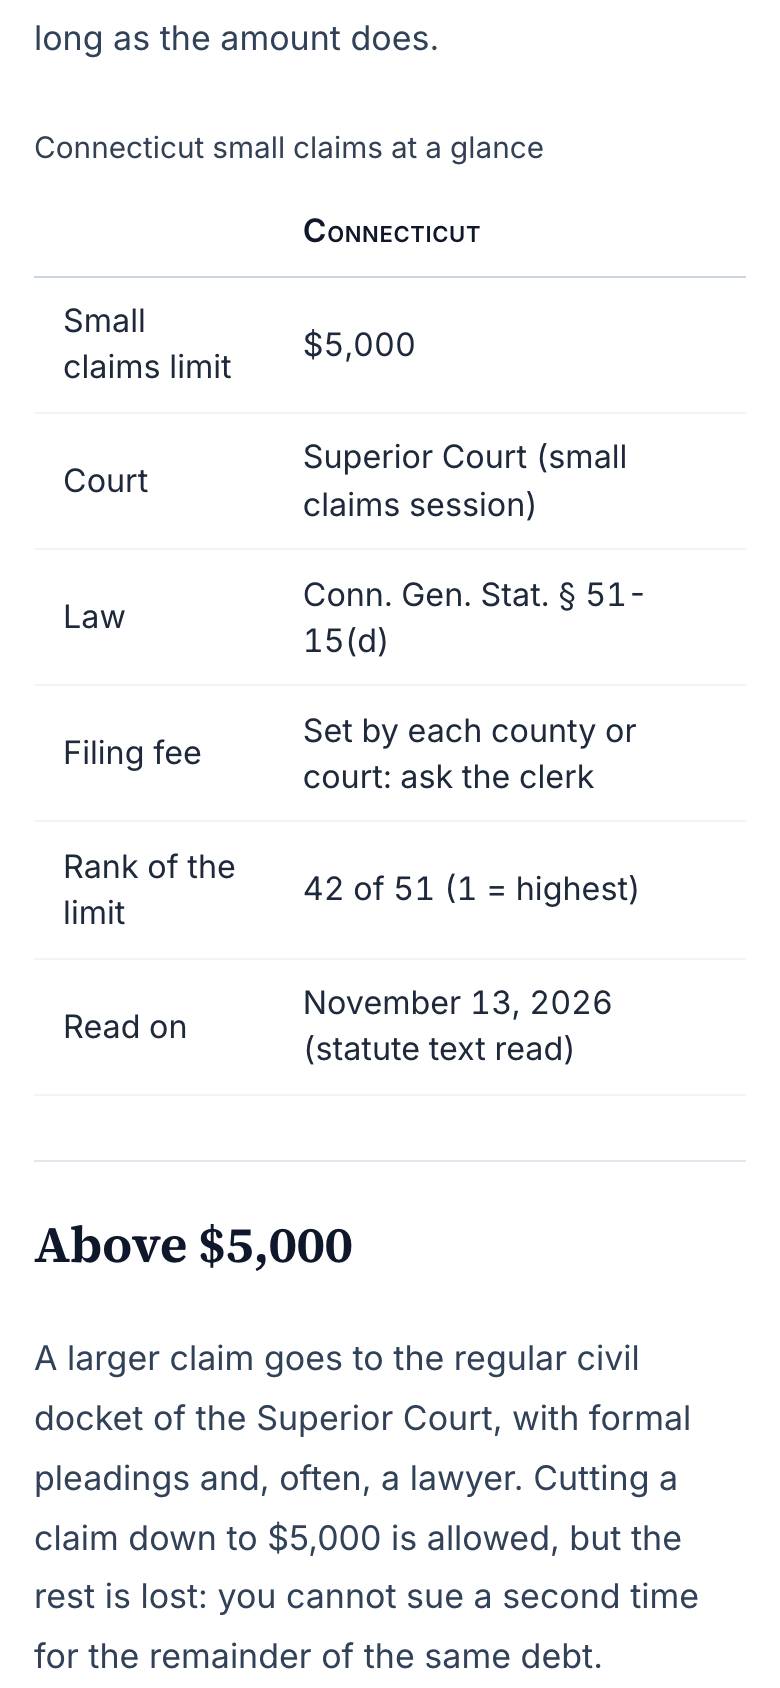 long as the amount does.
Connecticut small claims at a glance
Connecticut
Small
claims limit
$5,000
Court
Superior Court (small
claims session)
Law
Conn. Gen. Stat. § 51-
15(d)
Filing fee
Set by each county or
court: ask the clerk
Rank of the
limit
42 of 51 (1 = highest)
Read on
November 13, 2026
(statute text read)
Above $5,000
A larger claim goes to the regular civil
docket of the Superior Court, with formal
pleadings and, often, a lawyer. Cutting a
claim down to $5,000 is allowed, but the
rest is lost: you cannot sue a second time
for the remainder of the same debt.